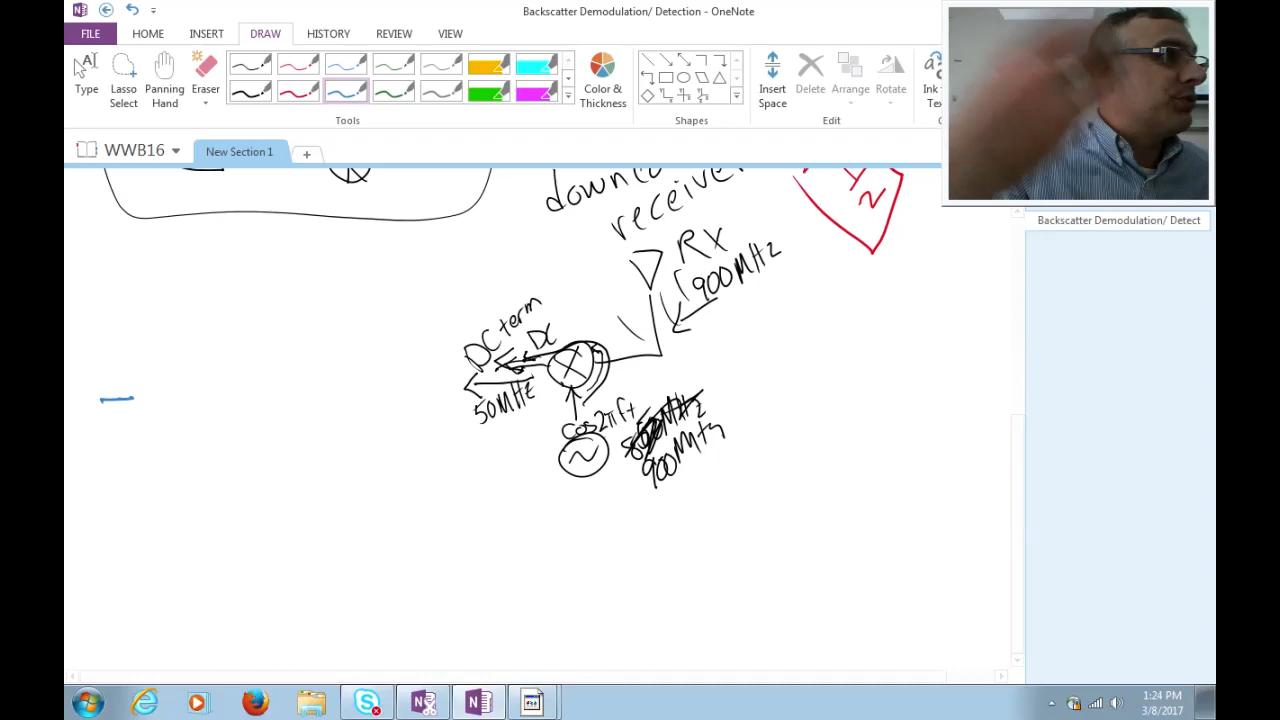 Backscatter Demodulation/ Detection - OneNote
FILE HOME INSERT DRAW HISTORY REVIEW VIEW
Type
Lasso Select
Panning Hand
Eraser
Color & Thickness
Insert Space
Delete
Arrange
Rotate
Tools
Shapes
Edit
WWB16
New Section 1
Backscatter Demodulation/ Detect
receiver
2
Rx
900MHz
DC term
DC
50MHz
cos2πft
900MHz
1:24 PM
3/8/2017